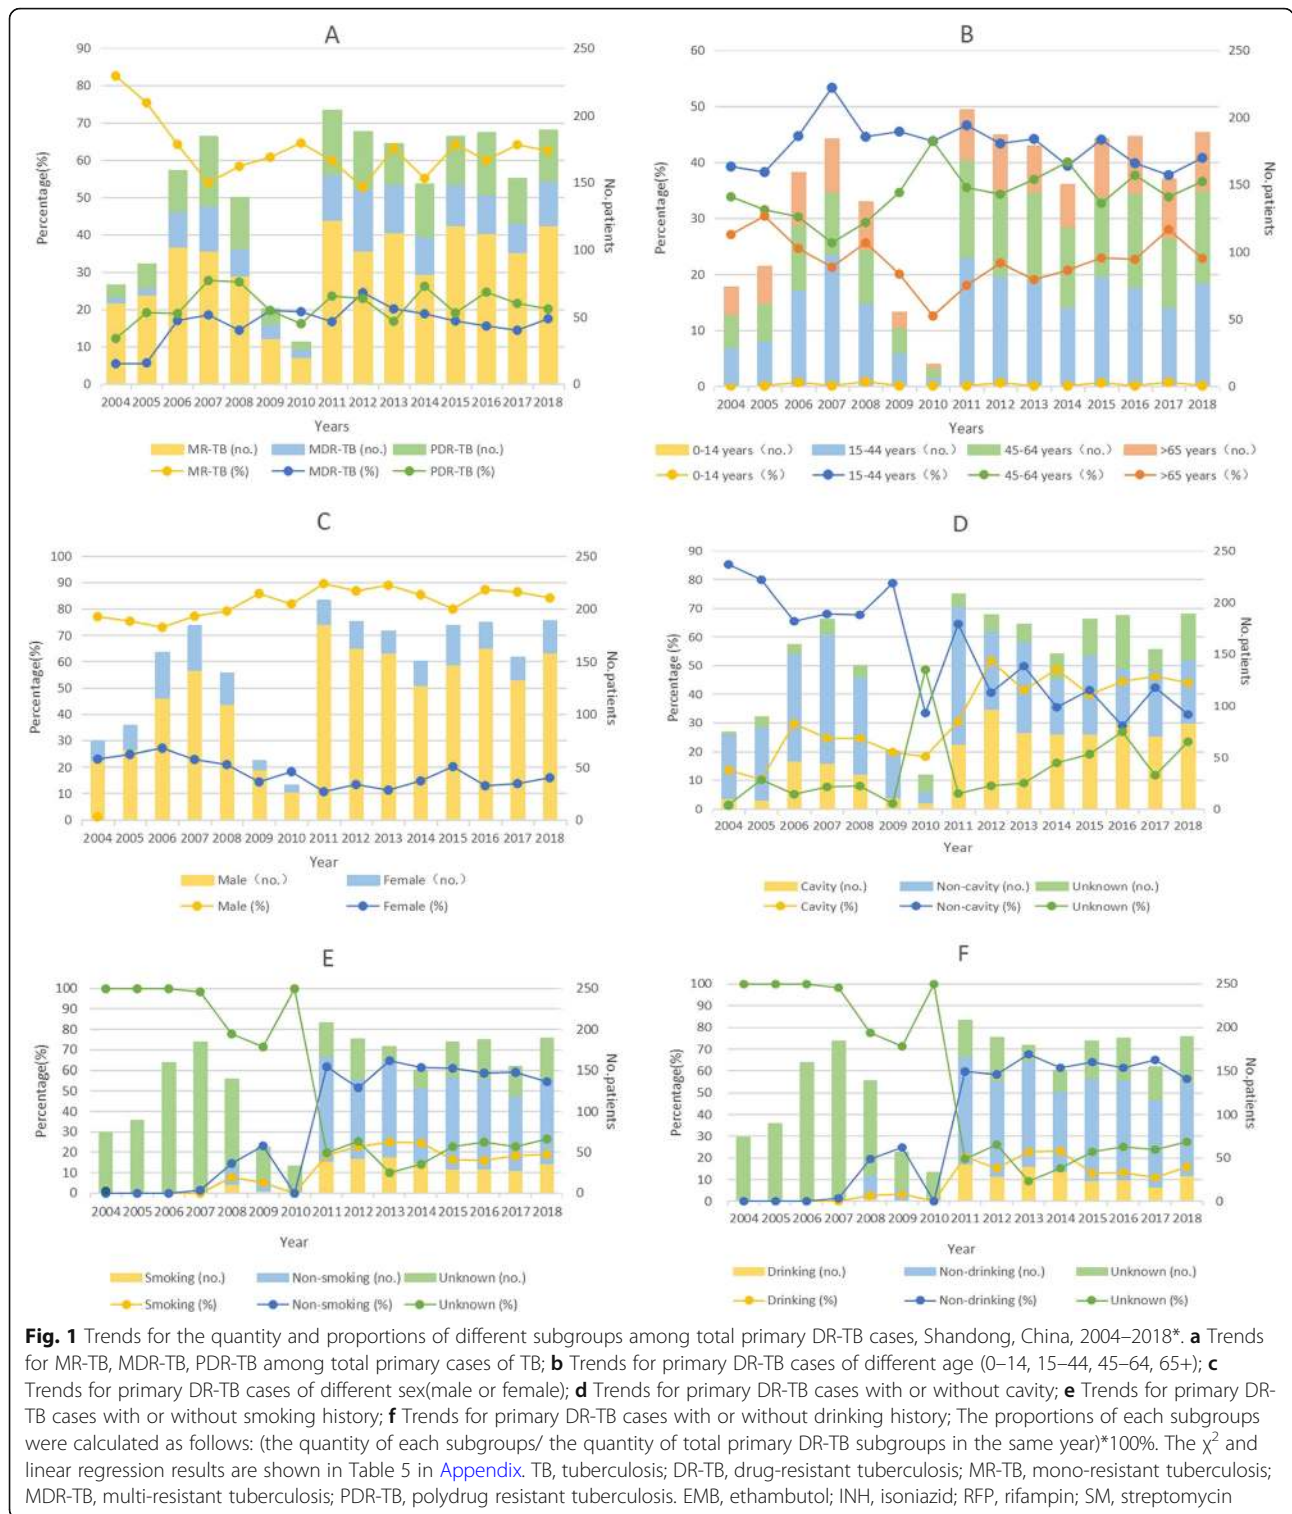 A
90
80
70
60
50
40
30
20
10
0
Percentage(%)
250
200
150
100
50
0
No.patients
2004 2005 2006 2007 2008 2009 2010 2011 2012 2013 2014 2015 2016 2017 2018
Years
MR-TB (no.) MDR-TB (no.) PDR-TB (no.)
MR-TB (%) MDR-TB (%) PDR-TB (%)
B
60
50
40
30
20
10
0
Percentage(%)
250
200
150
100
50
0
No.patients
2004 2005 2006 2007 2008 2009 2010 2011 2012 2013 2014 2015 2016 2017 2018
Years
0-14 years（no.） 15-44 years（no.） 45-64 years（no.） >65 years（no.）
0-14 years（%） 15-44 years（%） 45-64 years（%） >65 years（%）
C
100
90
80
70
60
50
40
30
20
10
0
Percentage(%)
250
200
150
100
50
0
No.patients
2004 2005 2006 2007 2008 2009 2010 2011 2012 2013 2014 2015 2016 2017 2018
Year
Male（no.） Female（no.）
Male (%) Female (%)
D
90
80
70
60
50
40
30
20
10
0
Percentage (%)
250
200
150
100
50
0
No.patients
2004 2005 2006 2007 2008 2009 2010 2011 2012 2013 2014 2015 2016 2017 2018
Year
Cavity (no.) Non-cavity (no.) Unknown (no.)
Cavity (%) Non-cavity (%) Unknown (%)
E
100
90
80
70
60
50
40
30
20
10
0
Percentage(%)
250
200
150
100
50
0
No.patients
2004 2005 2006 2007 2008 2009 2010 2011 2012 2013 2014 2015 2016 2017 2018
Year
Smoking (no.) Non-smoking (no.) Unknown (no.)
Smoking (%) Non-smoking (%) Unknown (%)
F
100
90
80
70
60
50
40
30
20
10
0
Percentage(%)
250
200
150
100
50
0
No.patients
2004 2005 2006 2007 2008 2009 2010 2011 2012 2013 2014 2015 2016 2017 2018
Year
Drinking (no.) Non-drinking (no.) Unknown (no.)
Drinking (%) Non-drinking (%) Unknown (%)
Fig. 1 Trends for the quantity and proportions of different subgroups among total primary DR-TB cases, Shandong, China, 2004–2018*. a Trends
for MR-TB, MDR-TB, PDR-TB among total primary cases of TB; b Trends for primary DR-TB cases of different age (0–14, 15–44, 45–64, 65+); c
Trends for primary DR-TB cases of different sex(male or female); d Trends for primary DR-TB cases with or without cavity; e Trends for primary DR-
TB cases with or without smoking history; f Trends for primary DR-TB cases with or without drinking history; The proportions of each subgroups
were calculated as follows: (the quantity of each subgroups/ the quantity of total primary DR-TB subgroups in the same year)*100%. The χ² and
linear regression results are shown in Table 5 in Appendix. TB, tuberculosis; DR-TB, drug-resistant tuberculosis; MR-TB, mono-resistant tuberculosis;
MDR-TB, multi-resistant tuberculosis; PDR-TB, polydrug resistant tuberculosis. EMB, ethambutol; INH, isoniazid; RFP, rifampin; SM, streptomycin